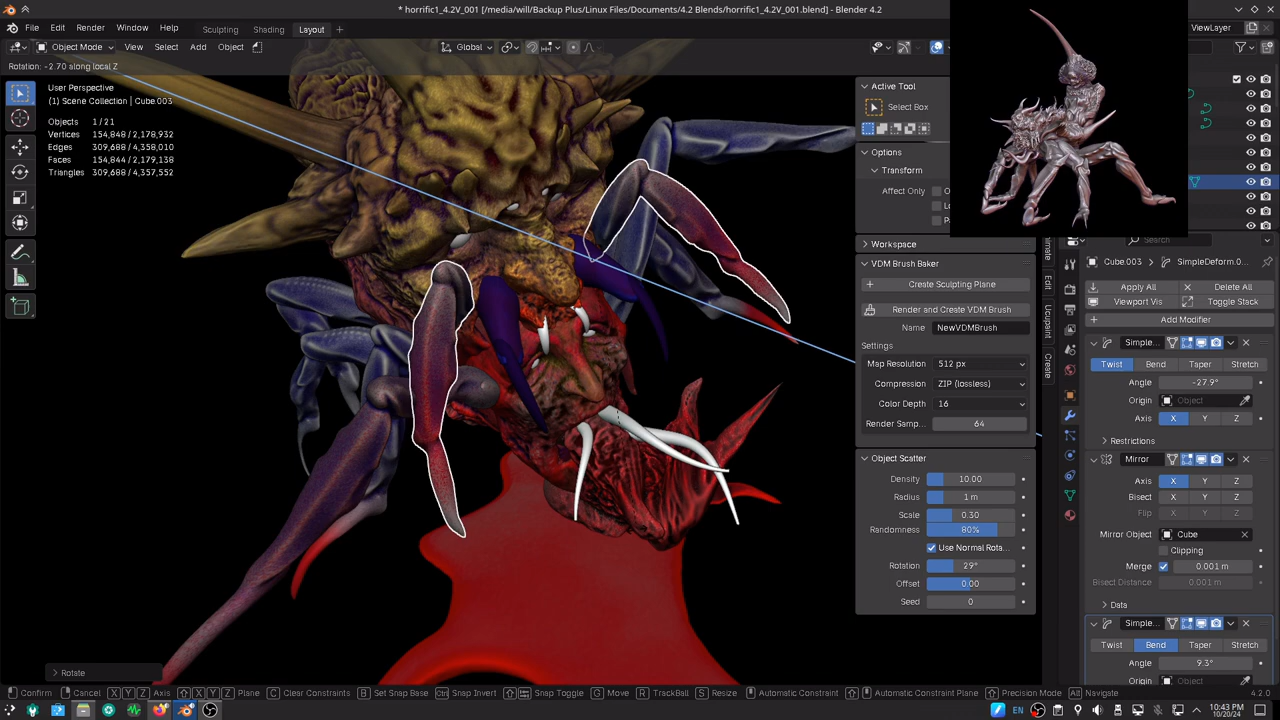 * horrific1_4.2V_001 [/media/will/Backup Plus/Linux Files/Documents/4.2 Blends/horrific1_4.2V_001.blend] - Blender 4.2
File Edit Render Window Help Sculpting Shading Layout
ViewLayer
Object Mode View Select Add Object Global
Rotation: -2.70 along local Z
User Perspective
(1) Scene Collection | Cube.003
Objects 1 / 21
Vertices 154,848 / 2,178,932
Edges 309,688 / 4,358,010
Faces 154,844 / 2,179,138
Triangles 309,688 / 4,357,552
Rotate
Active Tool
Select Box
Options
Transform
Affect Only
Workspace
VDM Brush Baker
Create Sculpting Plane
Render and Create VDM Brush
Name NewVDMBrush
Settings
Map Resolution 512 px
Compression ZIP (lossless)
Color Depth 16
Render Samp... 64
Object Scatter
Density 10.00
Radius 1 m
Scale 0.30
Randomness 80%
Use Normal Rota...
Rotation 29°
Offset 0.00
Seed 0
Edit
Ucupaint
Create
Search
Cube.003 SimpleDeform.0...
Apply All Delete All
Viewport Vis Toggle Stack
Add Modifier
Simple...
Twist Bend Taper Stretch
Angle -27.9°
Origin Object
Axis X Y Z
Restrictions
Mirror
Axis X Y Z
Bisect X Y Z
Flip X Y Z
Mirror Object Cube
Clipping
Merge 0.001 m
Bisect Distance 0.001 m
Data
Simple...
Twist Bend Taper Stretch
Angle 9.3°
Origin Object
Confirm Cancel X Y Z Axis X Y Z Plane C Clear Constraints B Set Snap Base Ctrl Snap Invert Snap Toggle G Move R TrackBall S Resize Automatic Constraint Automatic Constraint Plane Precision Mode Alt Navigate 4.2.0
EN 10:43 PM
10/20/24